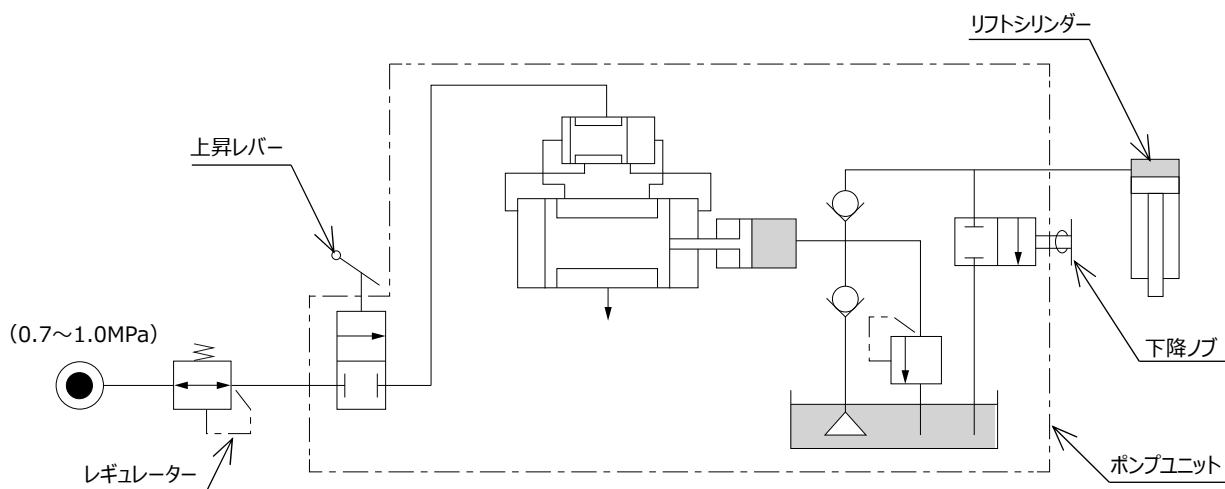 リフトシリンダー
上昇レバー
（0.7～1.0MPa）
下降ノブ
レギュレーター
ポンプユニット